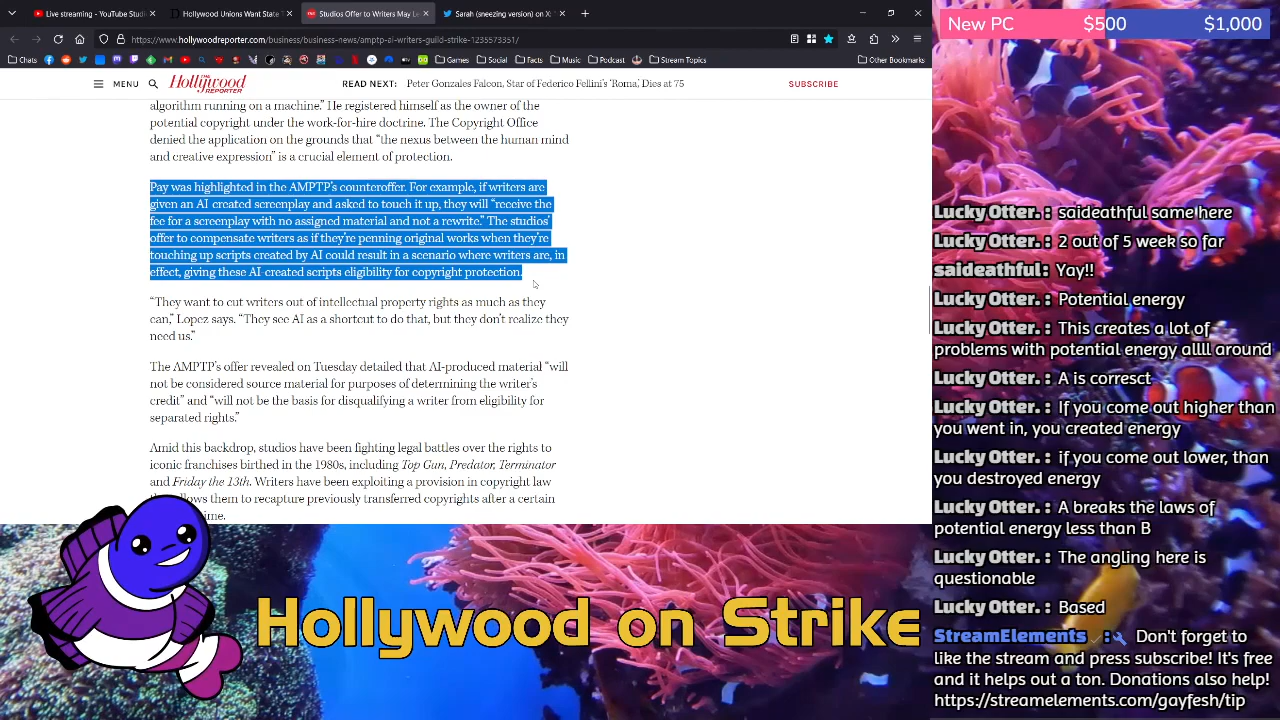 Live streaming - YouTube Studi
Hollywood Unions Want State T
Studios Offer to Writers May Le
Sarah (sneezing version) on X:
https://www.hollywoodreporter.com/business/business-news/amptp-ai-writers-guild-strike-1235573351/
Chats
Games
Social
Facts
Music
Podcast
Stream Topics
Other Bookmarks
MENU
THE Hollywood REPORTER
READ NEXT: Peter Gonzales Falcon, Star of Federico Fellini's 'Roma,' Dies at 75
SUBSCRIBE
algorithm running on a machine.” He registered himself as the owner of the
potential copyright under the work-for-hire doctrine. The Copyright Office
denied the application on the grounds that “the nexus between the human mind
and creative expression” is a crucial element of protection.
Pay was highlighted in the AMPTP’s counteroffer. For example, if writers are
given an AI-created screenplay and asked to touch it up, they will “receive the
fee for a screenplay with no assigned material and not a rewrite.” The studios’
offer to compensate writers as if they’re penning original works when they’re
touching up scripts created by AI could result in a scenario where writers are, in
effect, giving these AI-created scripts eligibility for copyright protection.
“They want to cut writers out of intellectual property rights as much as they
can,” Lopez says. “They see AI as a shortcut to do that, but they don’t realize they
need us.”
The AMPTP’s offer revealed on Tuesday detailed that AI-produced material “will
not be considered source material for purposes of determining the writer’s
credit” and “will not be the basis for disqualifying a writer from eligibility for
separated rights.”
Amid this backdrop, studios have been fighting legal battles over the rights to
iconic franchises birthed in the 1980s, including Top Gun, Predator, Terminator
and Friday the 13th. Writers have been exploiting a provision in copyright law
allows them to recapture previously transferred copyrights after a certain
time.
Hollywood on Strike
New PC $500 $1,000
Lucky Otter. : saideathful same here
Lucky Otter. : 2 out of 5 week so far
saideathful: Yay!!
Lucky Otter. : Potential energy
Lucky Otter. : This creates a lot of
problems with potential energy allll around
Lucky Otter. : A is corresct
Lucky Otter. : If you come out higher than
you went in, you created energy
Lucky Otter. : if you come out lower, than
you destroyed energy
Lucky Otter. : A breaks the laws of
potential energy less than B
Lucky Otter. : The angling here is
questionable
Lucky Otter. : Based
StreamElements : Don't forget to
like the stream and press subscribe! It's free
and it helps out a ton. Donations also help!
https://streamelements.com/gayfesh/tip